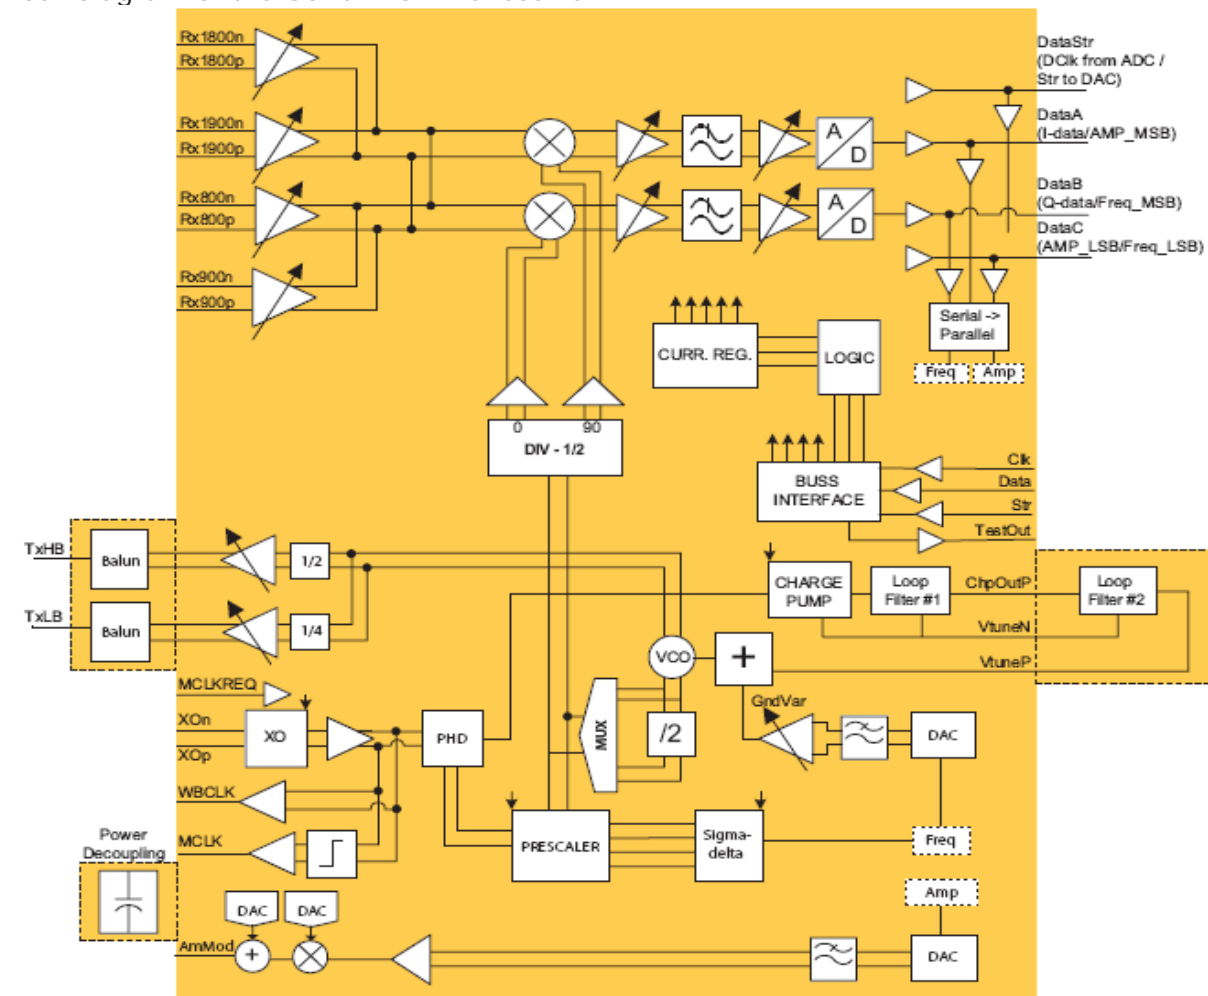 Rx1800n
Rx1800p
Rx1900n
Rx1900p
Rx800n
Rx800p
Rx900n
Rx900p
A
D
A
D
DataStr
(DClk from ADC /
Str to DAC)
DataA
(I-data/AMP_MSB)
DataB
(Q-data/Freq_MSB)
DataC
(AMP_LSB/Freq_LSB)
Serial ->
Parallel
Freq
Amp
CURR. REG.
LOGIC
0
90
DIV - 1/2
BUSS
INTERFACE
Clk
Data
Str
TestOut
TxHB
Balun
1/2
TxLB
Balun
1/4
CHARGE
PUMP
Loop
Filter #1
ChpOutP
Loop
Filter #2
VtuneN
VtuneP
VCO
+
GndVar
MCLKREQ
XOn
XO
XOp
PHD
MUX
/2
DAC
WBCLK
MCLK
PRESCALER
Sigma-
delta
Freq
Power
Decoupling
Amp
DAC
DAC
AmMod
+
DAC